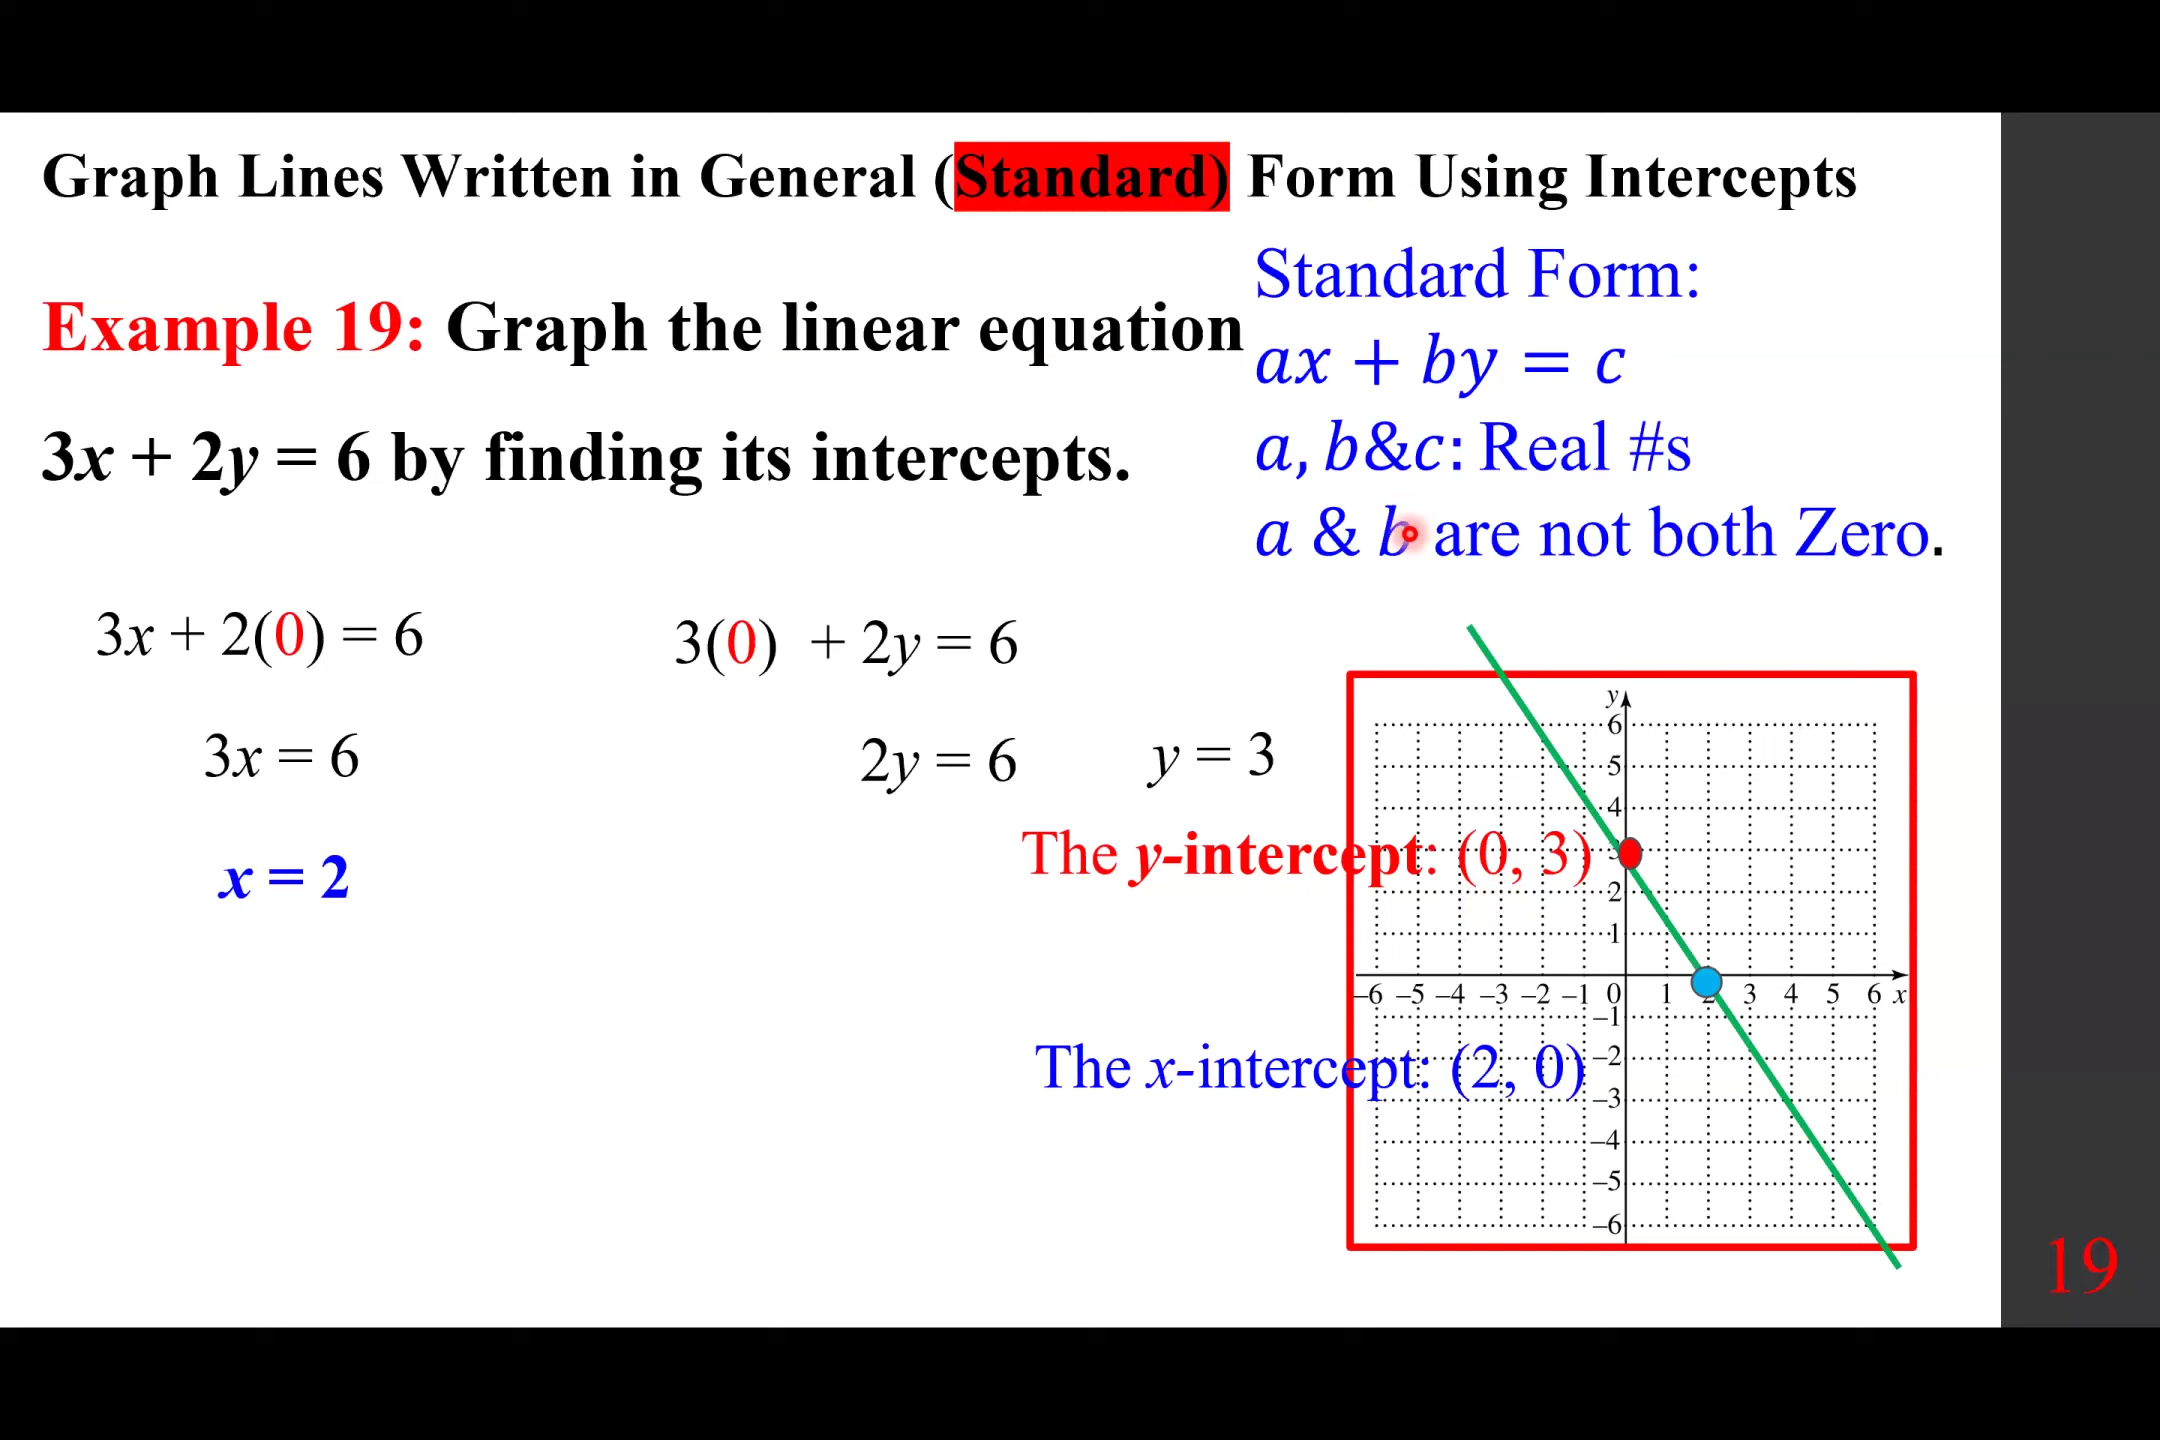 Graph Lines Written in General (Standard) Form Using Intercepts
Standard Form:
Example 19: Graph the linear equation
ax + by = c
3x + 2y = 6 by finding its intercepts.
a, b&c: Real #s
a & b are not both Zero.
3x + 2(0) = 6
3(0) + 2y = 6
3x = 6
2y = 6
y = 3
x = 2
The y-intercept: (0, 3)
The x-intercept: (2, 0)
y
6
5
4
2
1
–6 –5 –4 –3 –2 –1 0 1 2 3 4 5 6 x
–1
–2
–3
–4
–5
–6
19